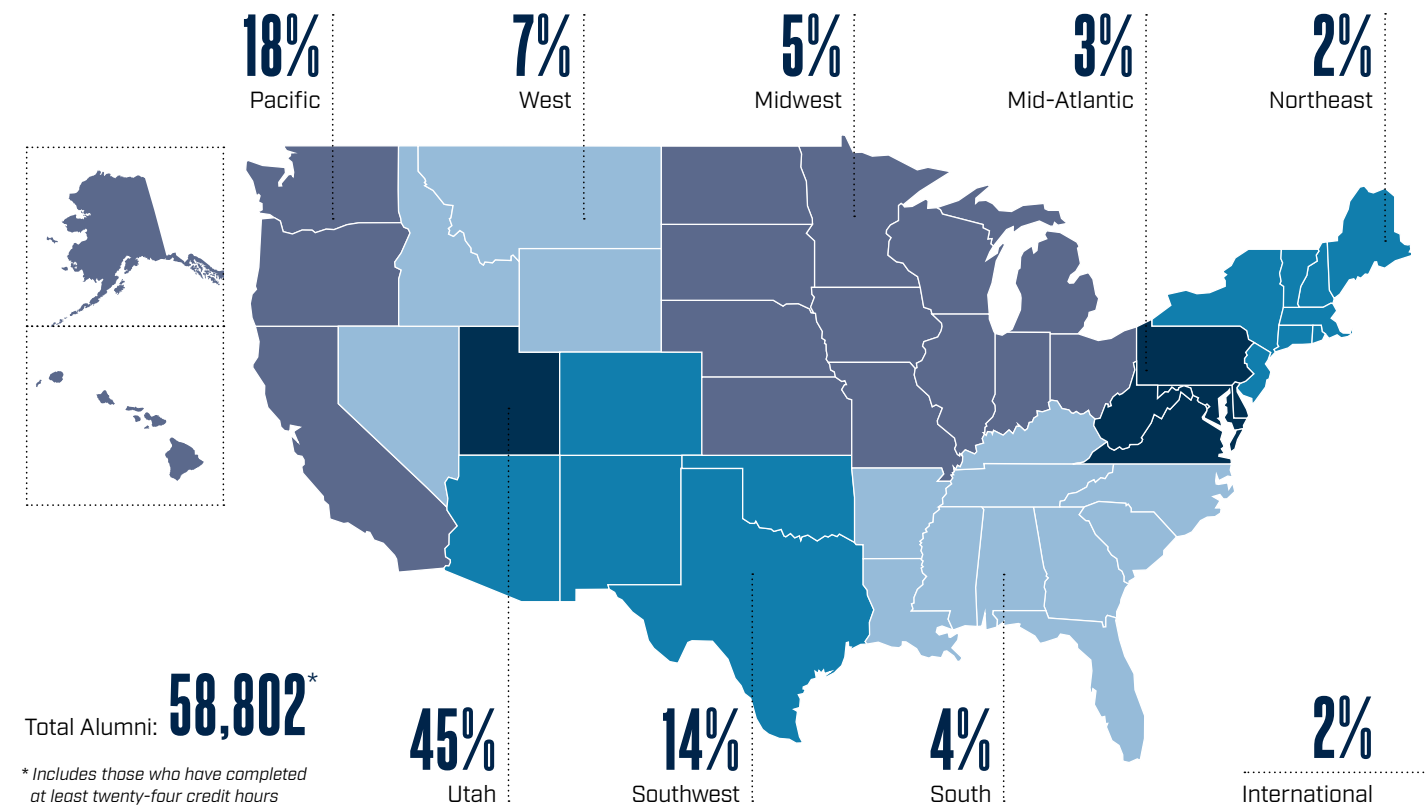 18%
Pacific
7%
West
5%
Midwest
3%
Mid-Atlantic
2%
Northeast
Total Alumni: 58,802*
* Includes those who have completed
at least twenty-four credit hours
45%
Utah
14%
Southwest
4%
South
2%
International